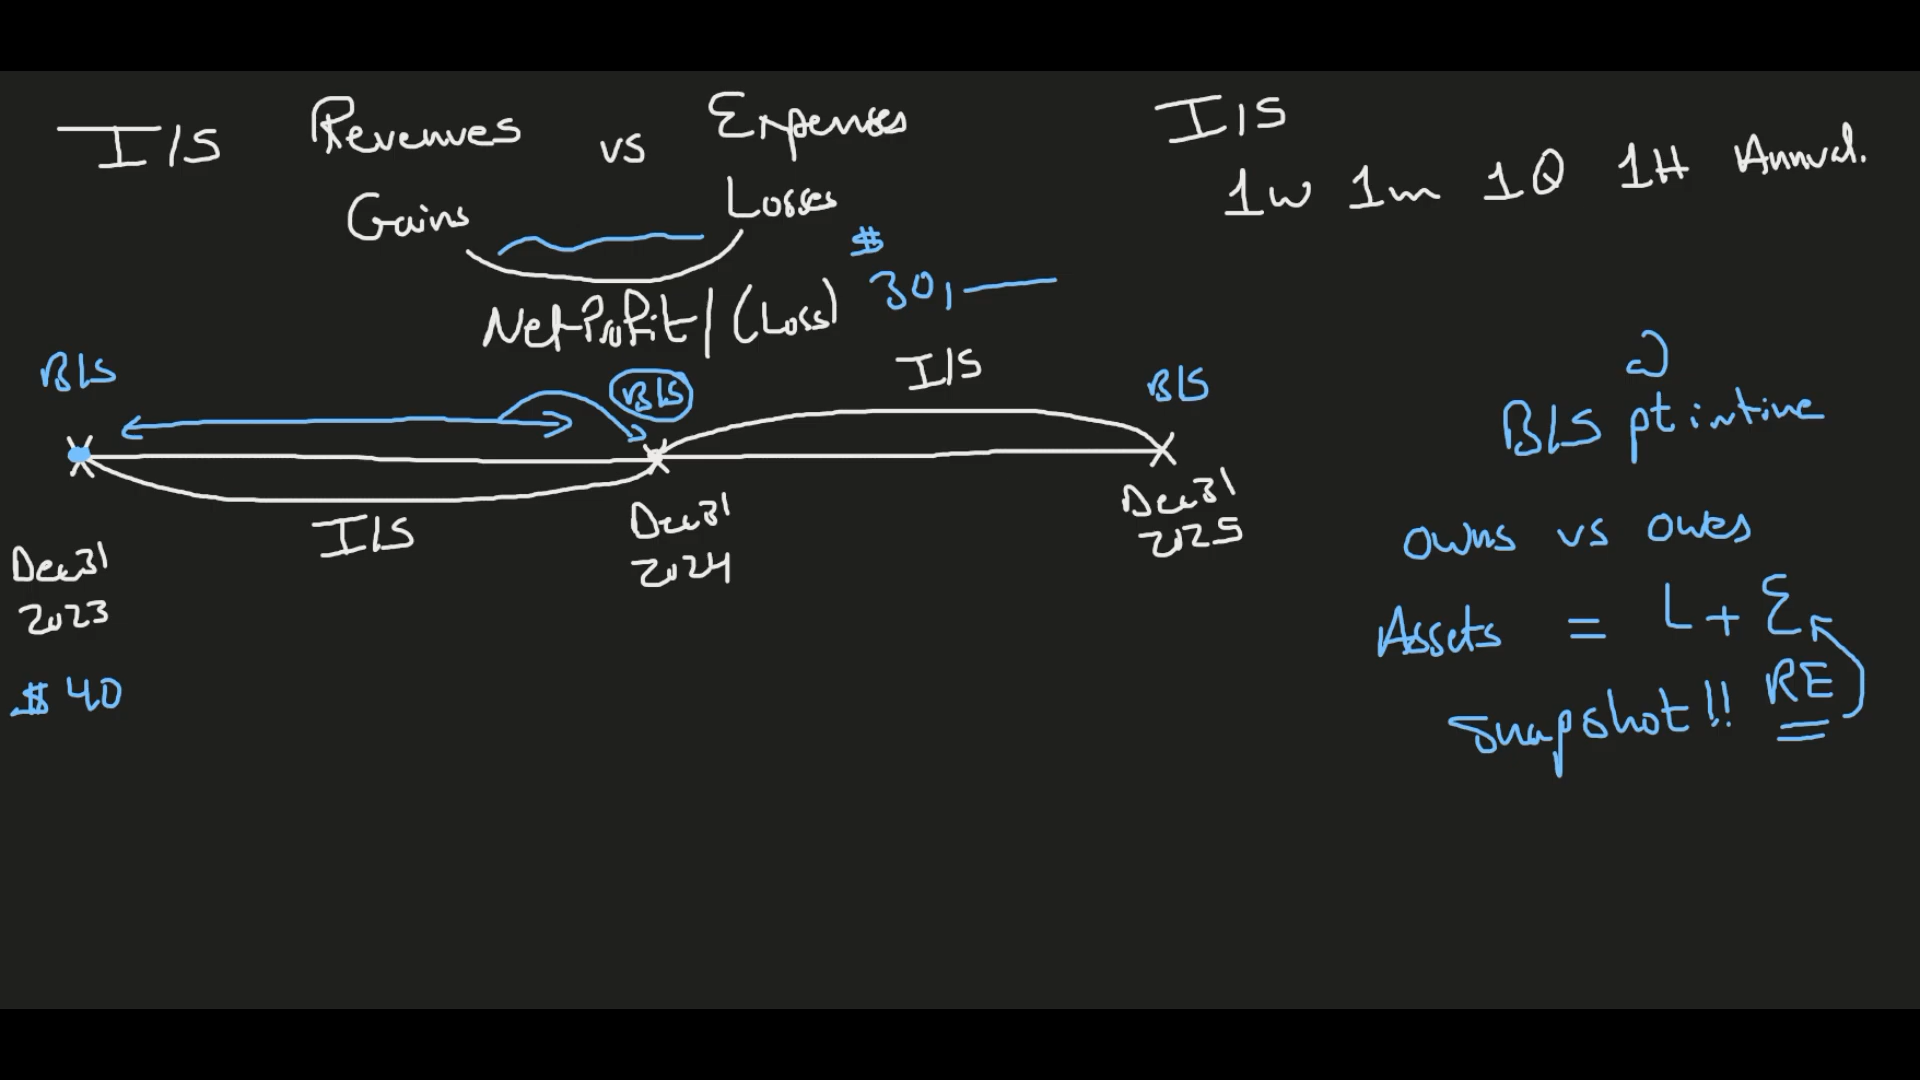 I/S Revenues vs Expenses
Gains Losses
Net Profit / (Loss)
$
30,
I/S
1w 1m 1Q 1H Annual.
B/S B/S I/S B/S
I/S
Dec 31
2023
Dec 31
2024
Dec 31
2025
$ 40
@
B/S pt in time
owns vs owes
Assets = L + E
Snapshot!! RE